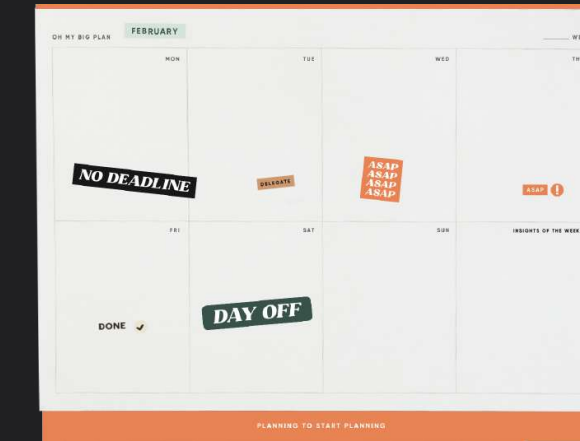 OH MY BIG PLAN
FEBRUARY
MON
TUE
WED
NO DEADLINE
DELEGATE
ASAP
ASAP
ASAP
ASAP
ASAP
FRI
SAT
SUN
INSIGHTS OF THE WEEK
DONE
DAY OFF
PLANNING TO START PLANNING